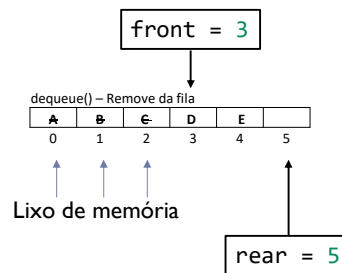 front = 3
dequeue() – Remove da fila
A B C D E
0 1 2 3 4 5
Lixo de memória
rear = 5